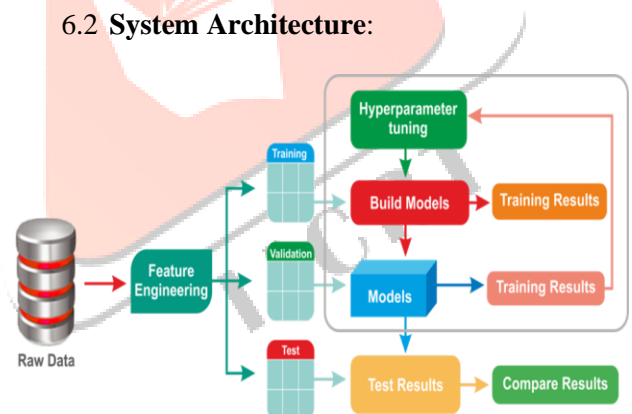 6.2 System Architecture:
Hyperparameter
tuning
Training
Build Models
Training Results
Validation
Feature
Engineering
Models
Training Results
Raw Data
Test
Test Results
Compare Results